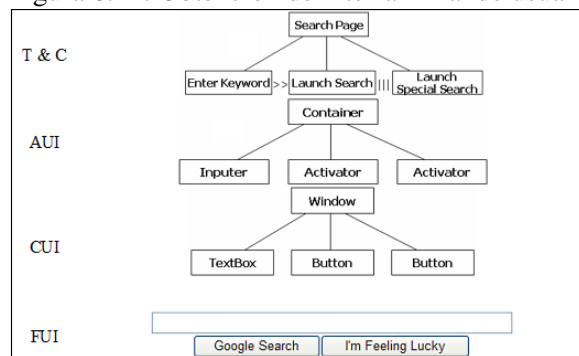 Search Page
T & C
Enter Keyword >> Launch Search ||| Launch Special Search
Container
AUI
Inputer Activator Activator
Window
CUI
TextBox Button Button
FUI
Google Search I'm Feeling Lucky